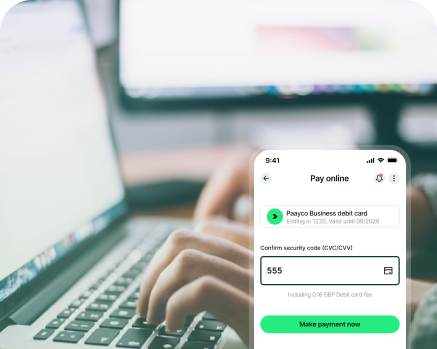 9:41
Pay online
Paayco Business debit card
Ending in 1220, Valid until 06/2026
Confirm security code (CVC/CVV)
555
Including 0.16 GBP Debit card fee
Make payment now